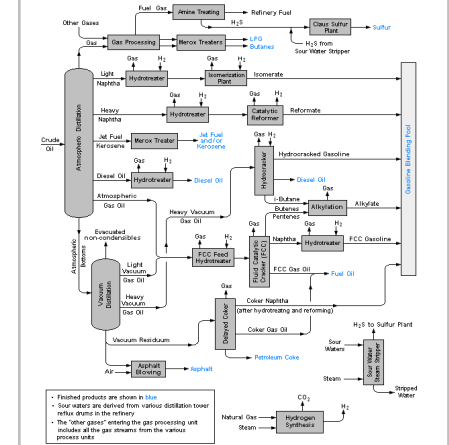 Fuel Gas
Amine Treating
Refinery Fuel
Other Gases
H₂S
Claus Sulfur
Plant
Sulfur
Gas
Gas Processing
Merox Treaters
LPG
Butanes
H₂S from
Sour Water Stripper
Gas H₂
Gas H₂
Light
Naphtha
Hydrotreater
Isomerization
Plant
Isomerate
Gas H₂
Gas H₂
Heavy
Naphtha
Hydrotreater
Catalytic
Reformer
Reformate
Atmospheric Distillation
Gasoline Blending Pool
Crude
Oil
Jet Fuel
Kerosene
Merox Treater
Jet Fuel
and/or
Kerosene
Gas H₂
Hydrocracker
Hydrocracked Gasoline
Gas H₂
Diesel Oil
Hydrotreater
Diesel Oil
Diesel Oil
Atmospheric
Gas Oil
i-Butane
Butenes
Pentenes
Gas
Alkylation
Alkylate
Heavy Vacuum
Gas Oil
Atmospheric
Bottoms
Evacuated
non-condensibles
Gas H₂
FCC Feed
Hydrotreater
Gas
Fluid Catalytic
Cracker (FCC)
Gas H₂
Naphtha
Hydrotreater
FCC Gasoline
FCC Gas Oil
Fuel Oil
Vacuum
Distillation
Light
Vacuum
Gas Oil
Heavy
Vacuum
Gas Oil
Gas
Delayed Coker
Coker Naphtha
(after hydrotreating and reforming)
Coker Gas Oil
Petroleum Coke
Vacuum Residuum
Air
Asphalt
Blowing
Asphalt
H₂S to Sulfur Plant
Sour
Waters
Steam
Sour Water
Steam Stripper
Stripped
Water
• Finished products are shown in blue
• Sour waters are derived from various distillation tower
reflux drums in the refinery
• The "other gases" entering the gas processing unit
includes all the gas streams from the various
process units
CO₂
Natural Gas
Steam
Hydrogen
Synthesis
H₂